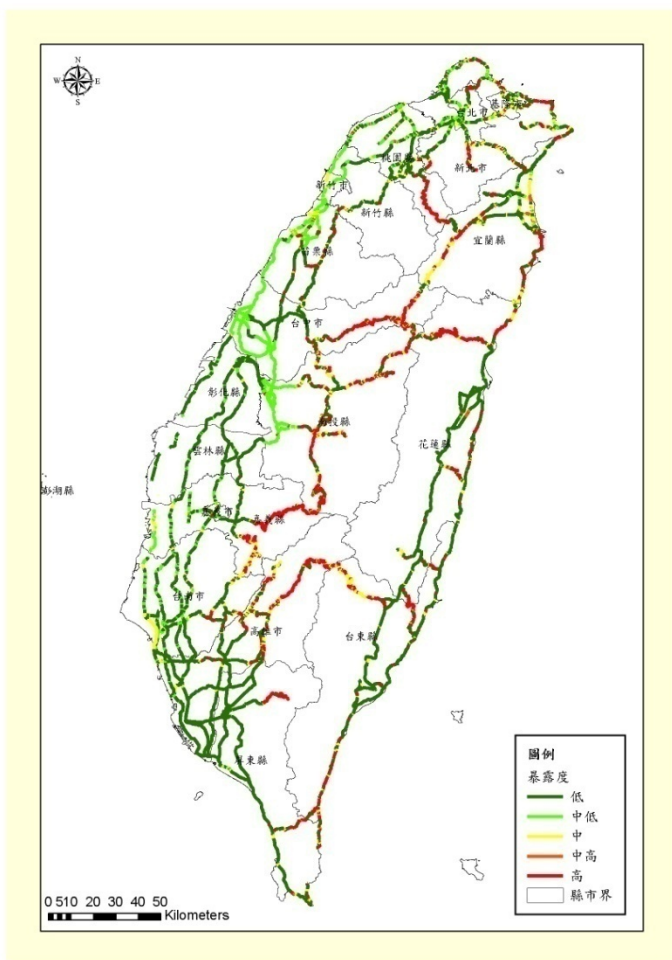 N
W E
S
基隆市
台北市
桃園縣
新北市
新竹市
新竹縣
宜蘭縣
苗栗縣
台中市
彰化縣
南投縣
花蓮縣
雲林縣
澎湖縣
嘉義市
嘉義縣
台南市
高雄市
台東縣
屏東縣
圖例
暴露度
低
中低
中
中高
高
縣市界
0 510 20 30 40 50
Kilometers